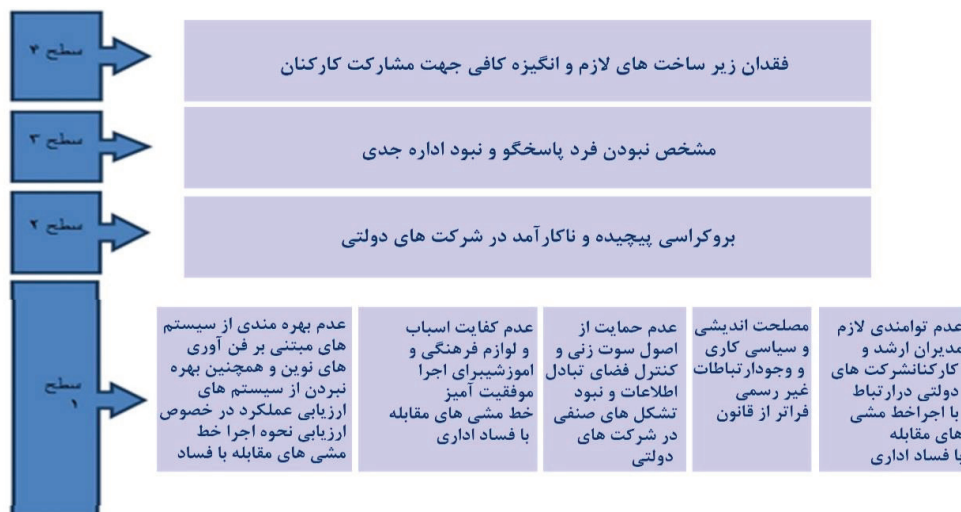 سطح ۴
فقدان زیر ساخت های لازم و انگیزه کافی جهت مشارکت کارکنان
سطح ۳
مشخص نبودن فرد پاسخگو و نبود اداره جدی
سطح ۲
بروکراسی پیچیده و ناکارآمد در شرکت های دولتی
سطح
۱
عدم توامندی لازم
مدیران ارشد و
کارکنانشرکت های
دولتی درارتباط
با اجراخط مشی
های مقابله
با فساد اداری
مصلحت اندیشی
و سیاسی کاری
و وجودارتباطات
غیر رسمی
فراتر از قانون
عدم حمایت از
اصول سوت زنی و
کنترل فضای تبادل
اطلاعات و نبود
تشکل های صنفی
در شرکت های
دولتی
عدم کفایت اسباب
و لوازم فرهنگی و
اموزشیبرای اجرا
موفقیت آمیز
خط مشی های مقابله
با فساد اداری
عدم بهره مندی از سیستم
های مبتنی بر فن آوری
های نوین و همچنین بهره
نبردن از سیستم های
ارزیابی عملکرد در خصوص
ارزیابی نحوه اجرا خط
مشی های مقابله با فساد